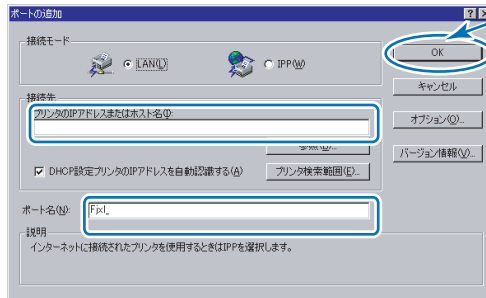 ポートの追加
接続モード
LAN(L)
IPP(W)
OK
キャンセル
オプション(O)...
バージョン情報(V)...
接続先
プリンタのIPアドレスまたはホスト名(I):
DHCP設定プリンタのIPアドレスを自動認識する(A)
プリンタ検索範囲(E)...
ポート名(N):
Fpxl_
説明
インターネットに接続されたプリンタを使用するときはIPPを選択します。